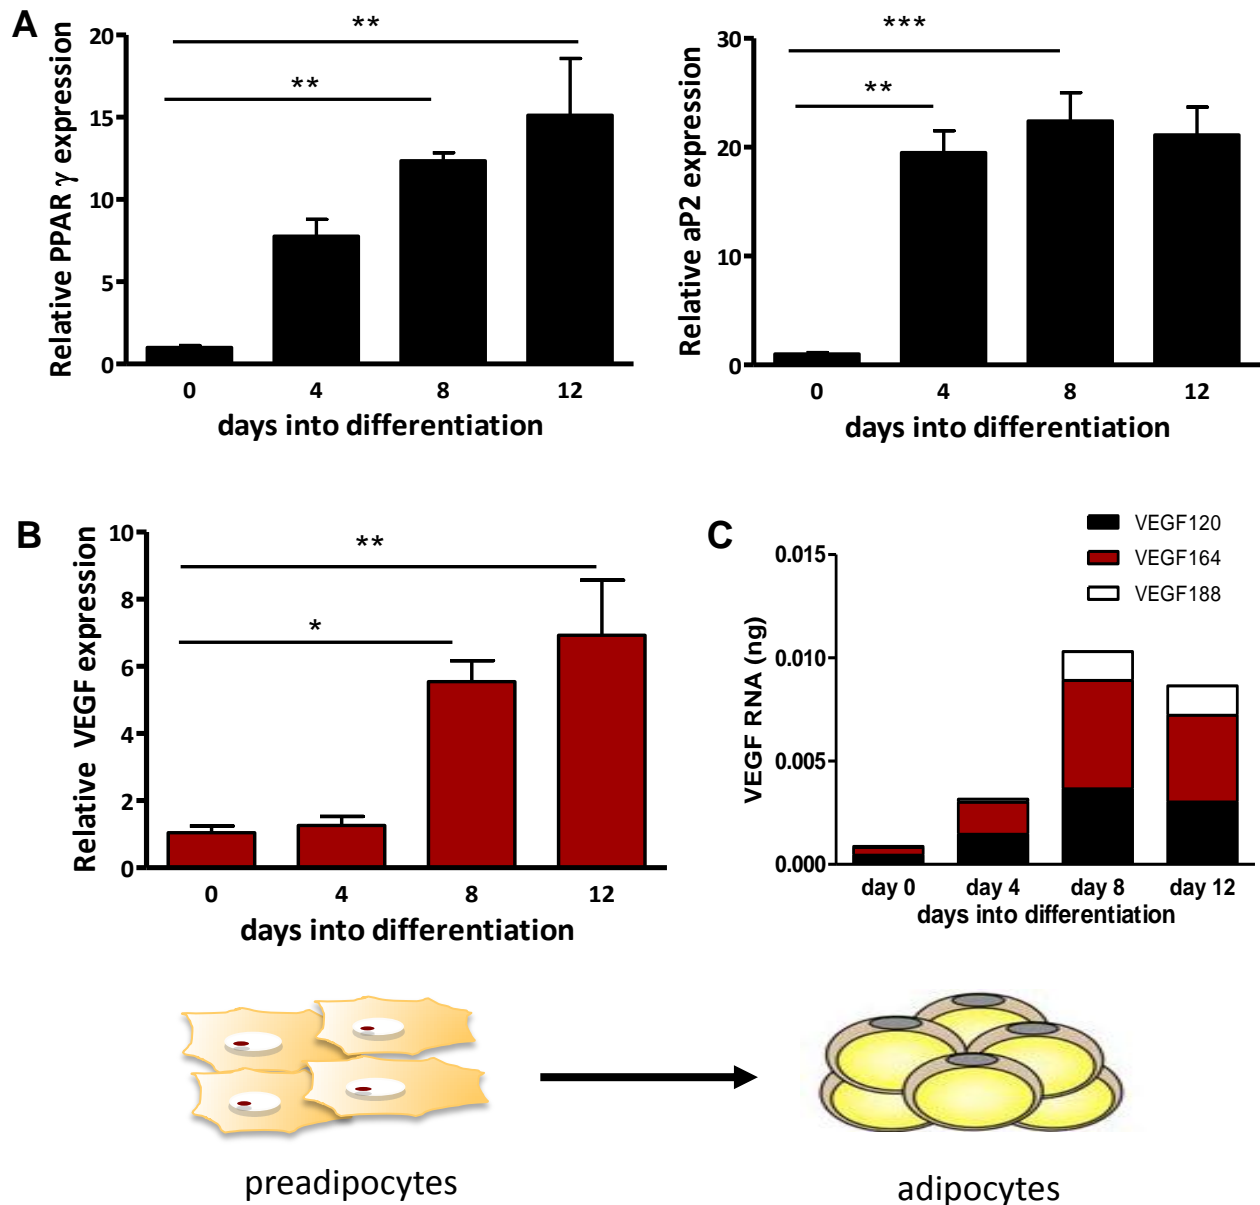 A
Relative PPAR γ expression
20
15
10
5
0
**
**
0 4 8 12
days into differentiation
Relative aP2 expression
30
20
10
0
***
**
0 4 8 12
days into differentiation
B
Relative VEGF expression
10
8
6
4
2
0
**
*
0 4 8 12
days into differentiation
C
VEGF120
VEGF164
VEGF188
VEGF RNA (ng)
0.015
0.010
0.005
0.000
day 0 day 4 day 8 day 12
days into differentiation
preadipocytes
adipocytes